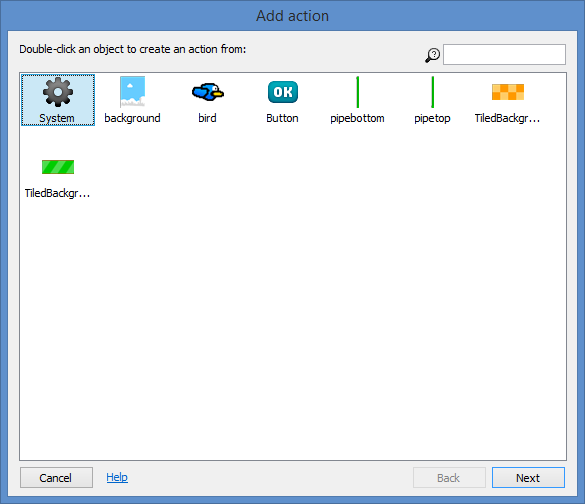 Add action
Double-click an object to create an action from:
OK
System background bird Button pipebottom pipetop TiledBackgr...
TiledBackgr...
Cancel Help Back Next